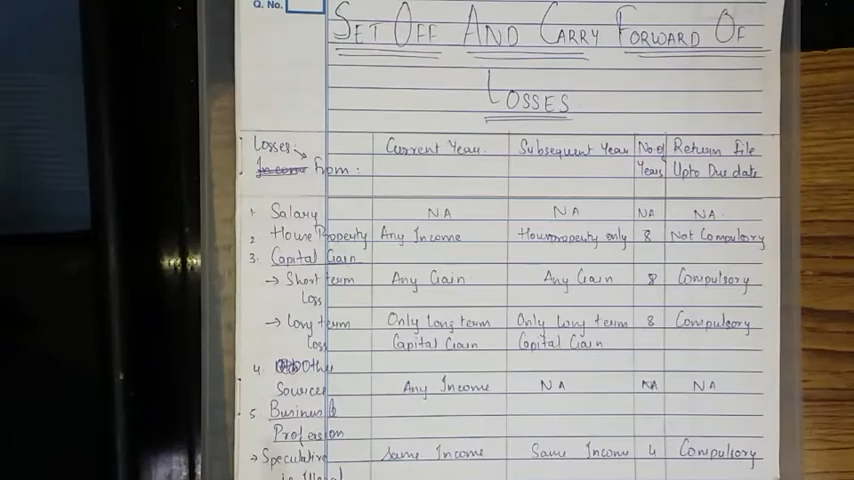 Q. No.
SET OFF AND CARRY FORWARD OF
LOSSES
Losses Current Year. Subsequent Year No of Return File
Income From: Years Upto Due date
1. Salary NA NA NA NA.
2 House Property Any Income Houseproperty only 8 Not Compulsory
3. Capital Gain
→ Short term Any Gain Any Gain 8 Compulsory
Loss
→ Long term Only Long term Only Long term 8 Compulsory
Loss Capital Gain Capital Gain
4. Other
Sources Any Income NA NA NA
5 Business &
Profession
→ Speculative Same Income Same Income 4 Compulsory